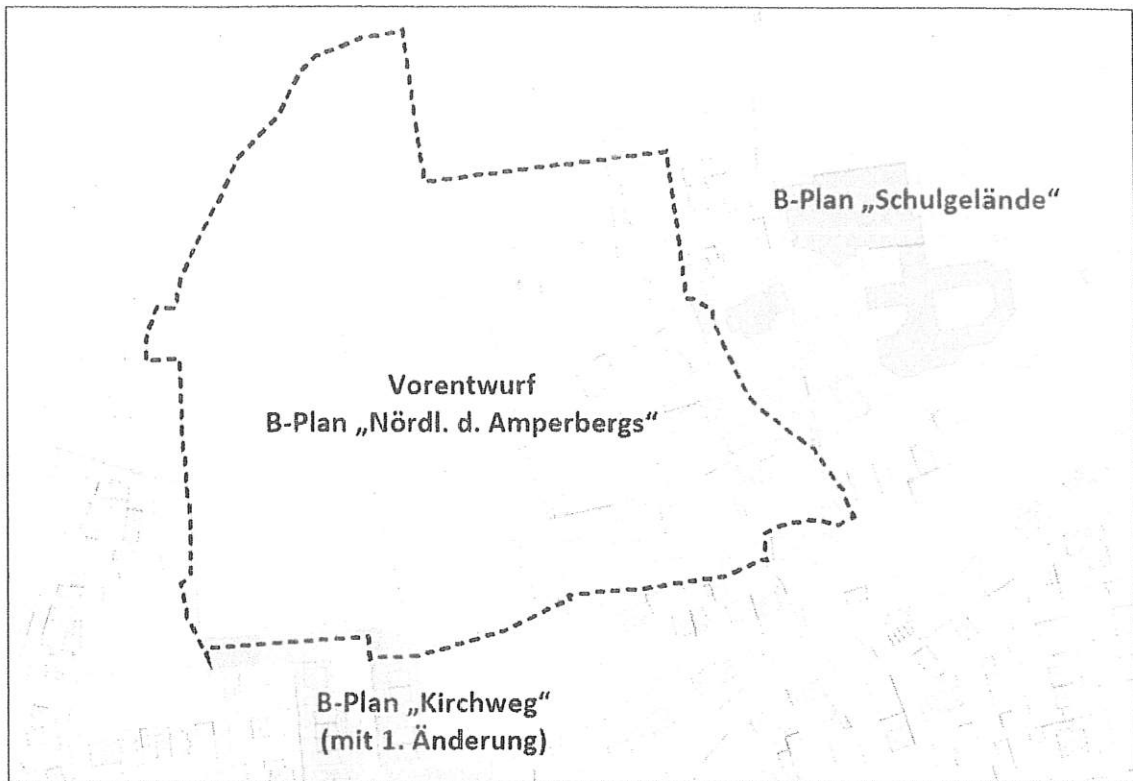 B-Plan „Schulgelände“
Vorentwurf
B-Plan „Nördl. d. Amperbergs“
B-Plan „Kirchweg“
(mit 1. Änderung)